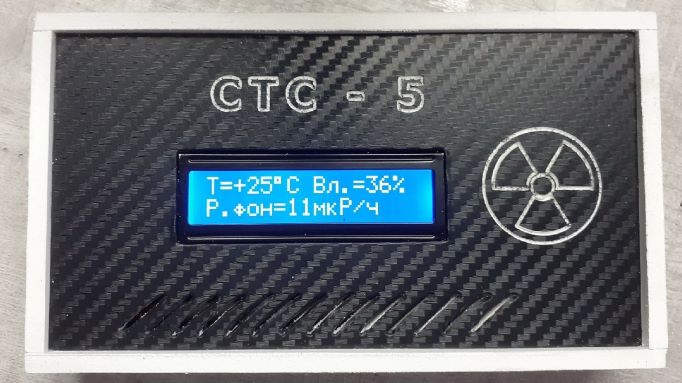 СТС - 5
T=+25°C Вл.=36%
Р.фон=11мкР/ч